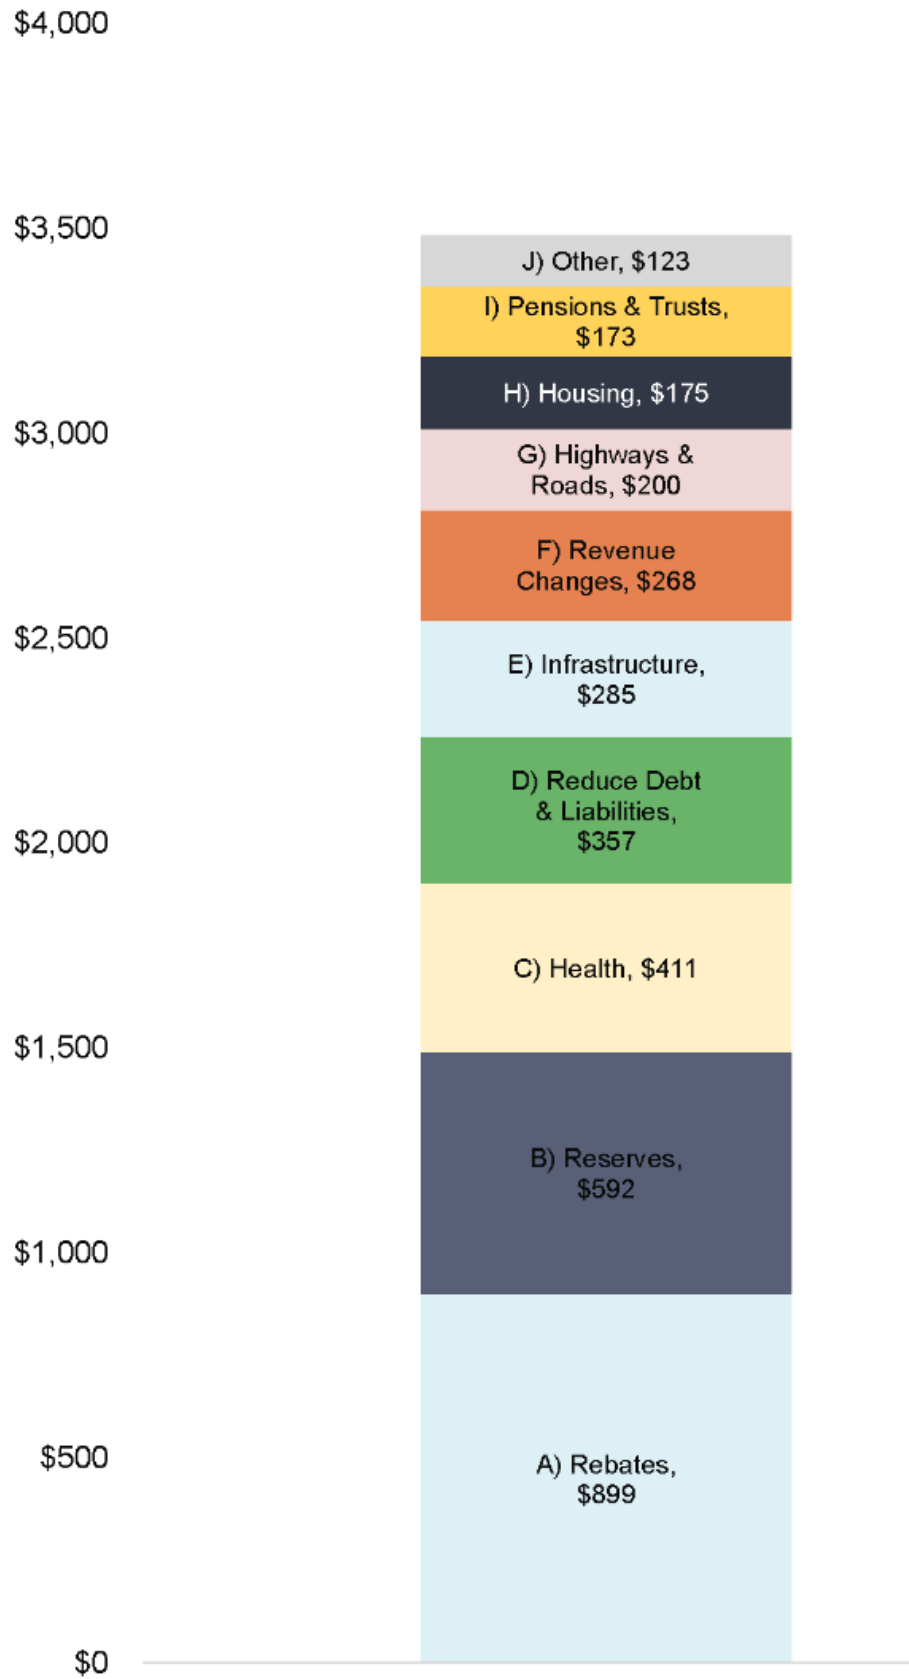 $4,000
$3,500
J) Other, $123
I) Pensions & Trusts,
$173
H) Housing, $175
$3,000
G) Highways &
Roads, $200
F) Revenue
Changes, $268
$2,500
E) Infrastructure,
$285
D) Reduce Debt
& Liabilities,
$357
$2,000
C) Health, $411
$1,500
B) Reserves,
$592
$1,000
$500
A) Rebates,
$899
$0